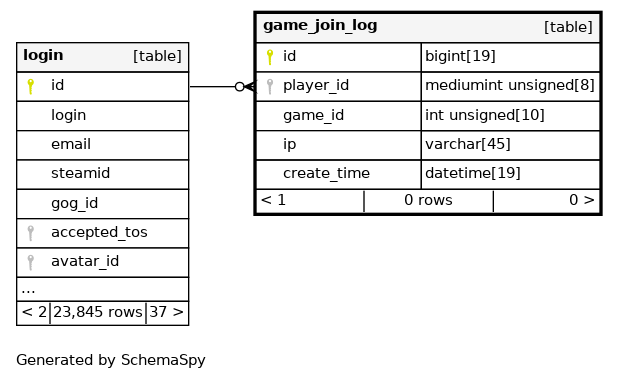 login [table]
id
login
email
steamid
gog_id
accepted_tos
avatar_id
...
< 2 23,845 rows 37 >
game_join_log [table]
id bigint[19]
player_id mediumint unsigned[8]
game_id int unsigned[10]
ip varchar[45]
create_time datetime[19]
< 1 0 rows 0 >
Generated by SchemaSpy